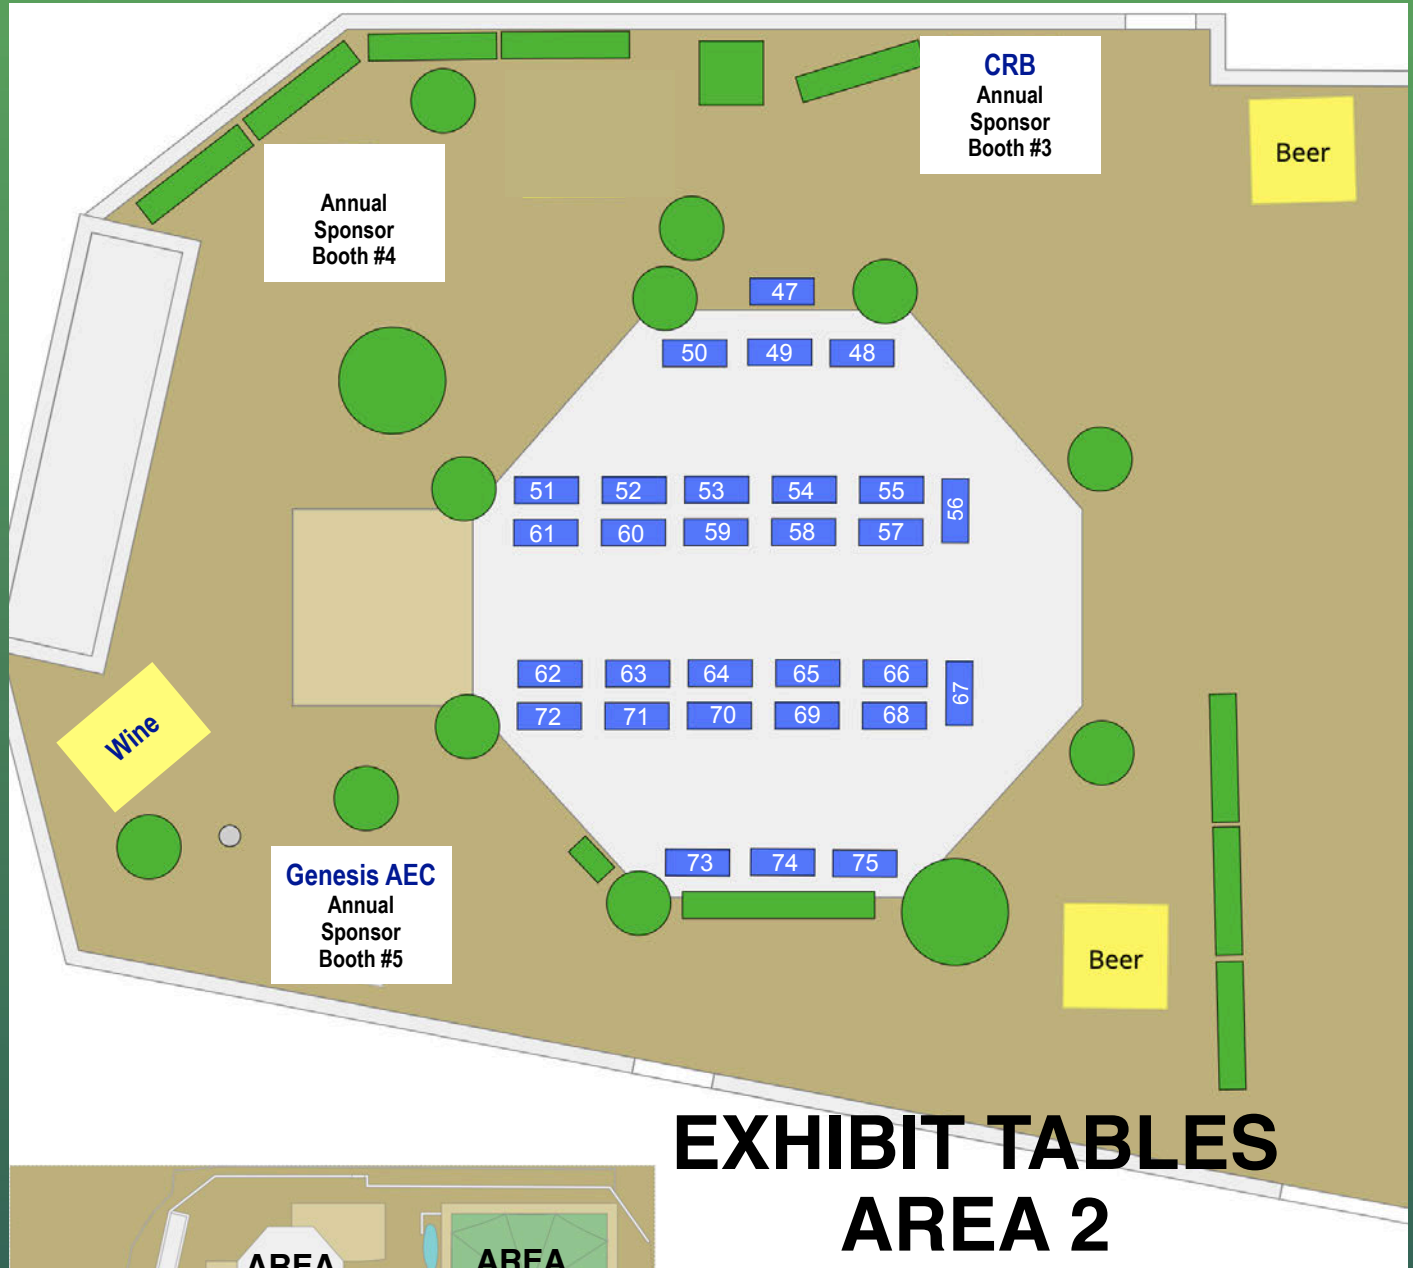 CRB
Annual
Sponsor
Booth #3
Beer
Annual
Sponsor
Booth #4
47
50 49 48
51 52 53 54 55 56
61 60 59 58 57
62 63 64 65 66 67
72 71 70 69 68
Wine
73 74 75
Genesis AEC
Annual
Sponsor
Booth #5
Beer
EXHIBIT TABLES
AREA 2
AREA
AREA